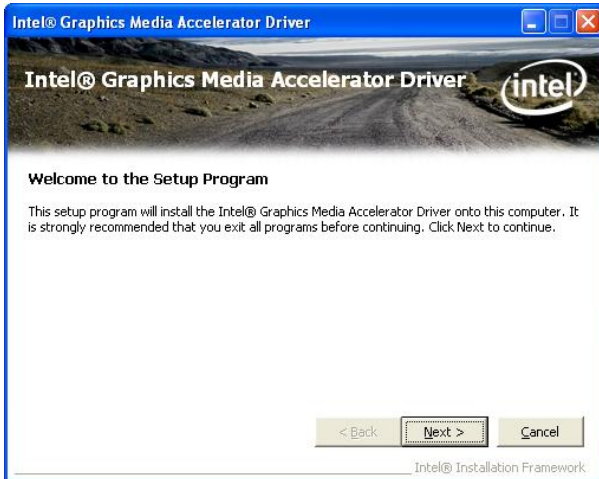 Intel® Graphics Media Accelerator Driver
Intel® Graphics Media Accelerator Driver
intel
Welcome to the Setup Program
This setup program will install the Intel® Graphics Media Accelerator Driver onto this computer. It
is strongly recommended that you exit all programs before continuing. Click Next to continue.
< Back Next > Cancel
Intel® Installation Framework